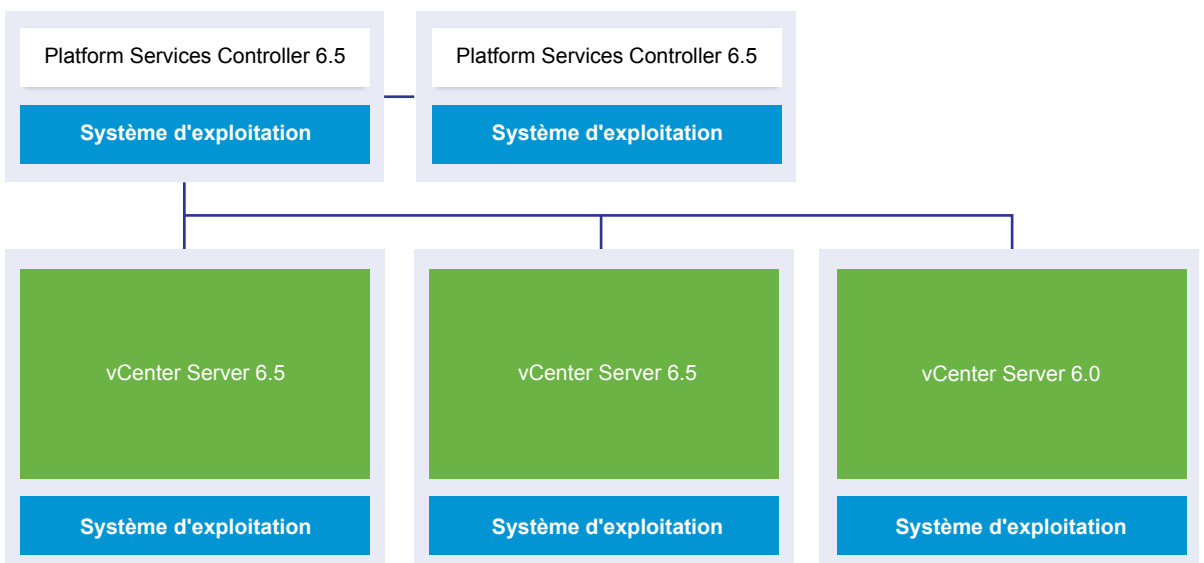 Platform Services Controller 6.5
Platform Services Controller 6.5
Système d'exploitation
Système d'exploitation
vCenter Server 6.5
vCenter Server 6.5
vCenter Server 6.0
Système d'exploitation
Système d'exploitation
Système d'exploitation